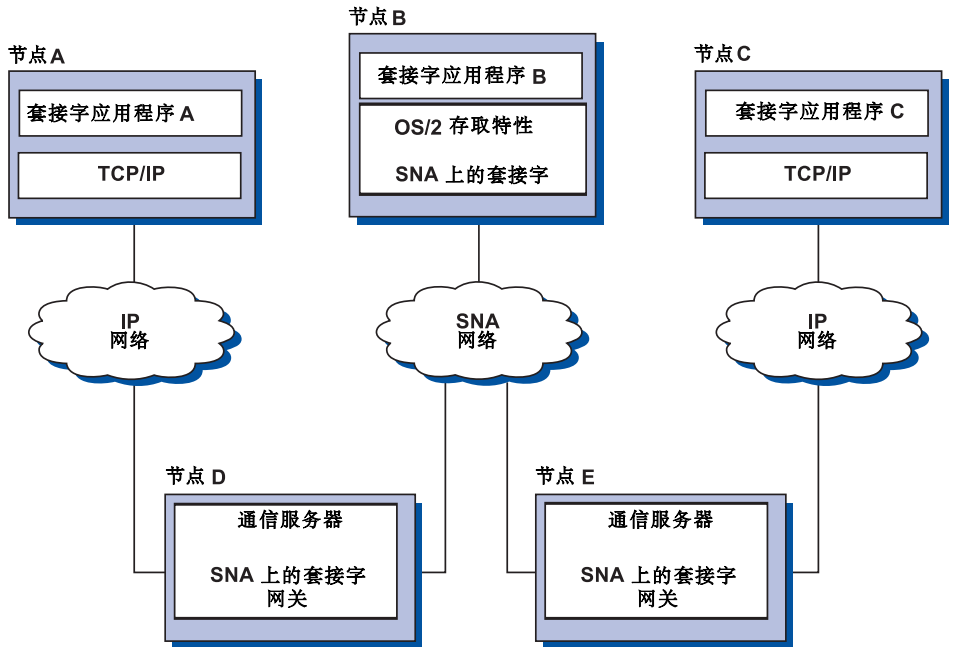 节点 A
套接字应用程序 A
TCP/IP
节点 B
套接字应用程序 B
OS/2 存取特性
SNA 上的套接字
节点 C
套接字应用程序 C
TCP/IP
IP
网络
SNA
网络
IP
网络
节点 D
通信服务器
SNA 上的套接字
网关
节点 E
通信服务器
SNA 上的套接字
网关